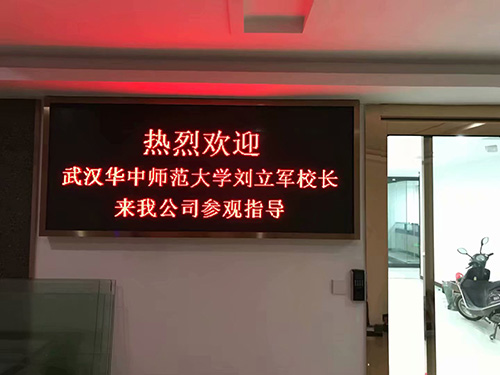 热烈欢迎
武汉华中师范大学刘立军校长
来我公司参观指导